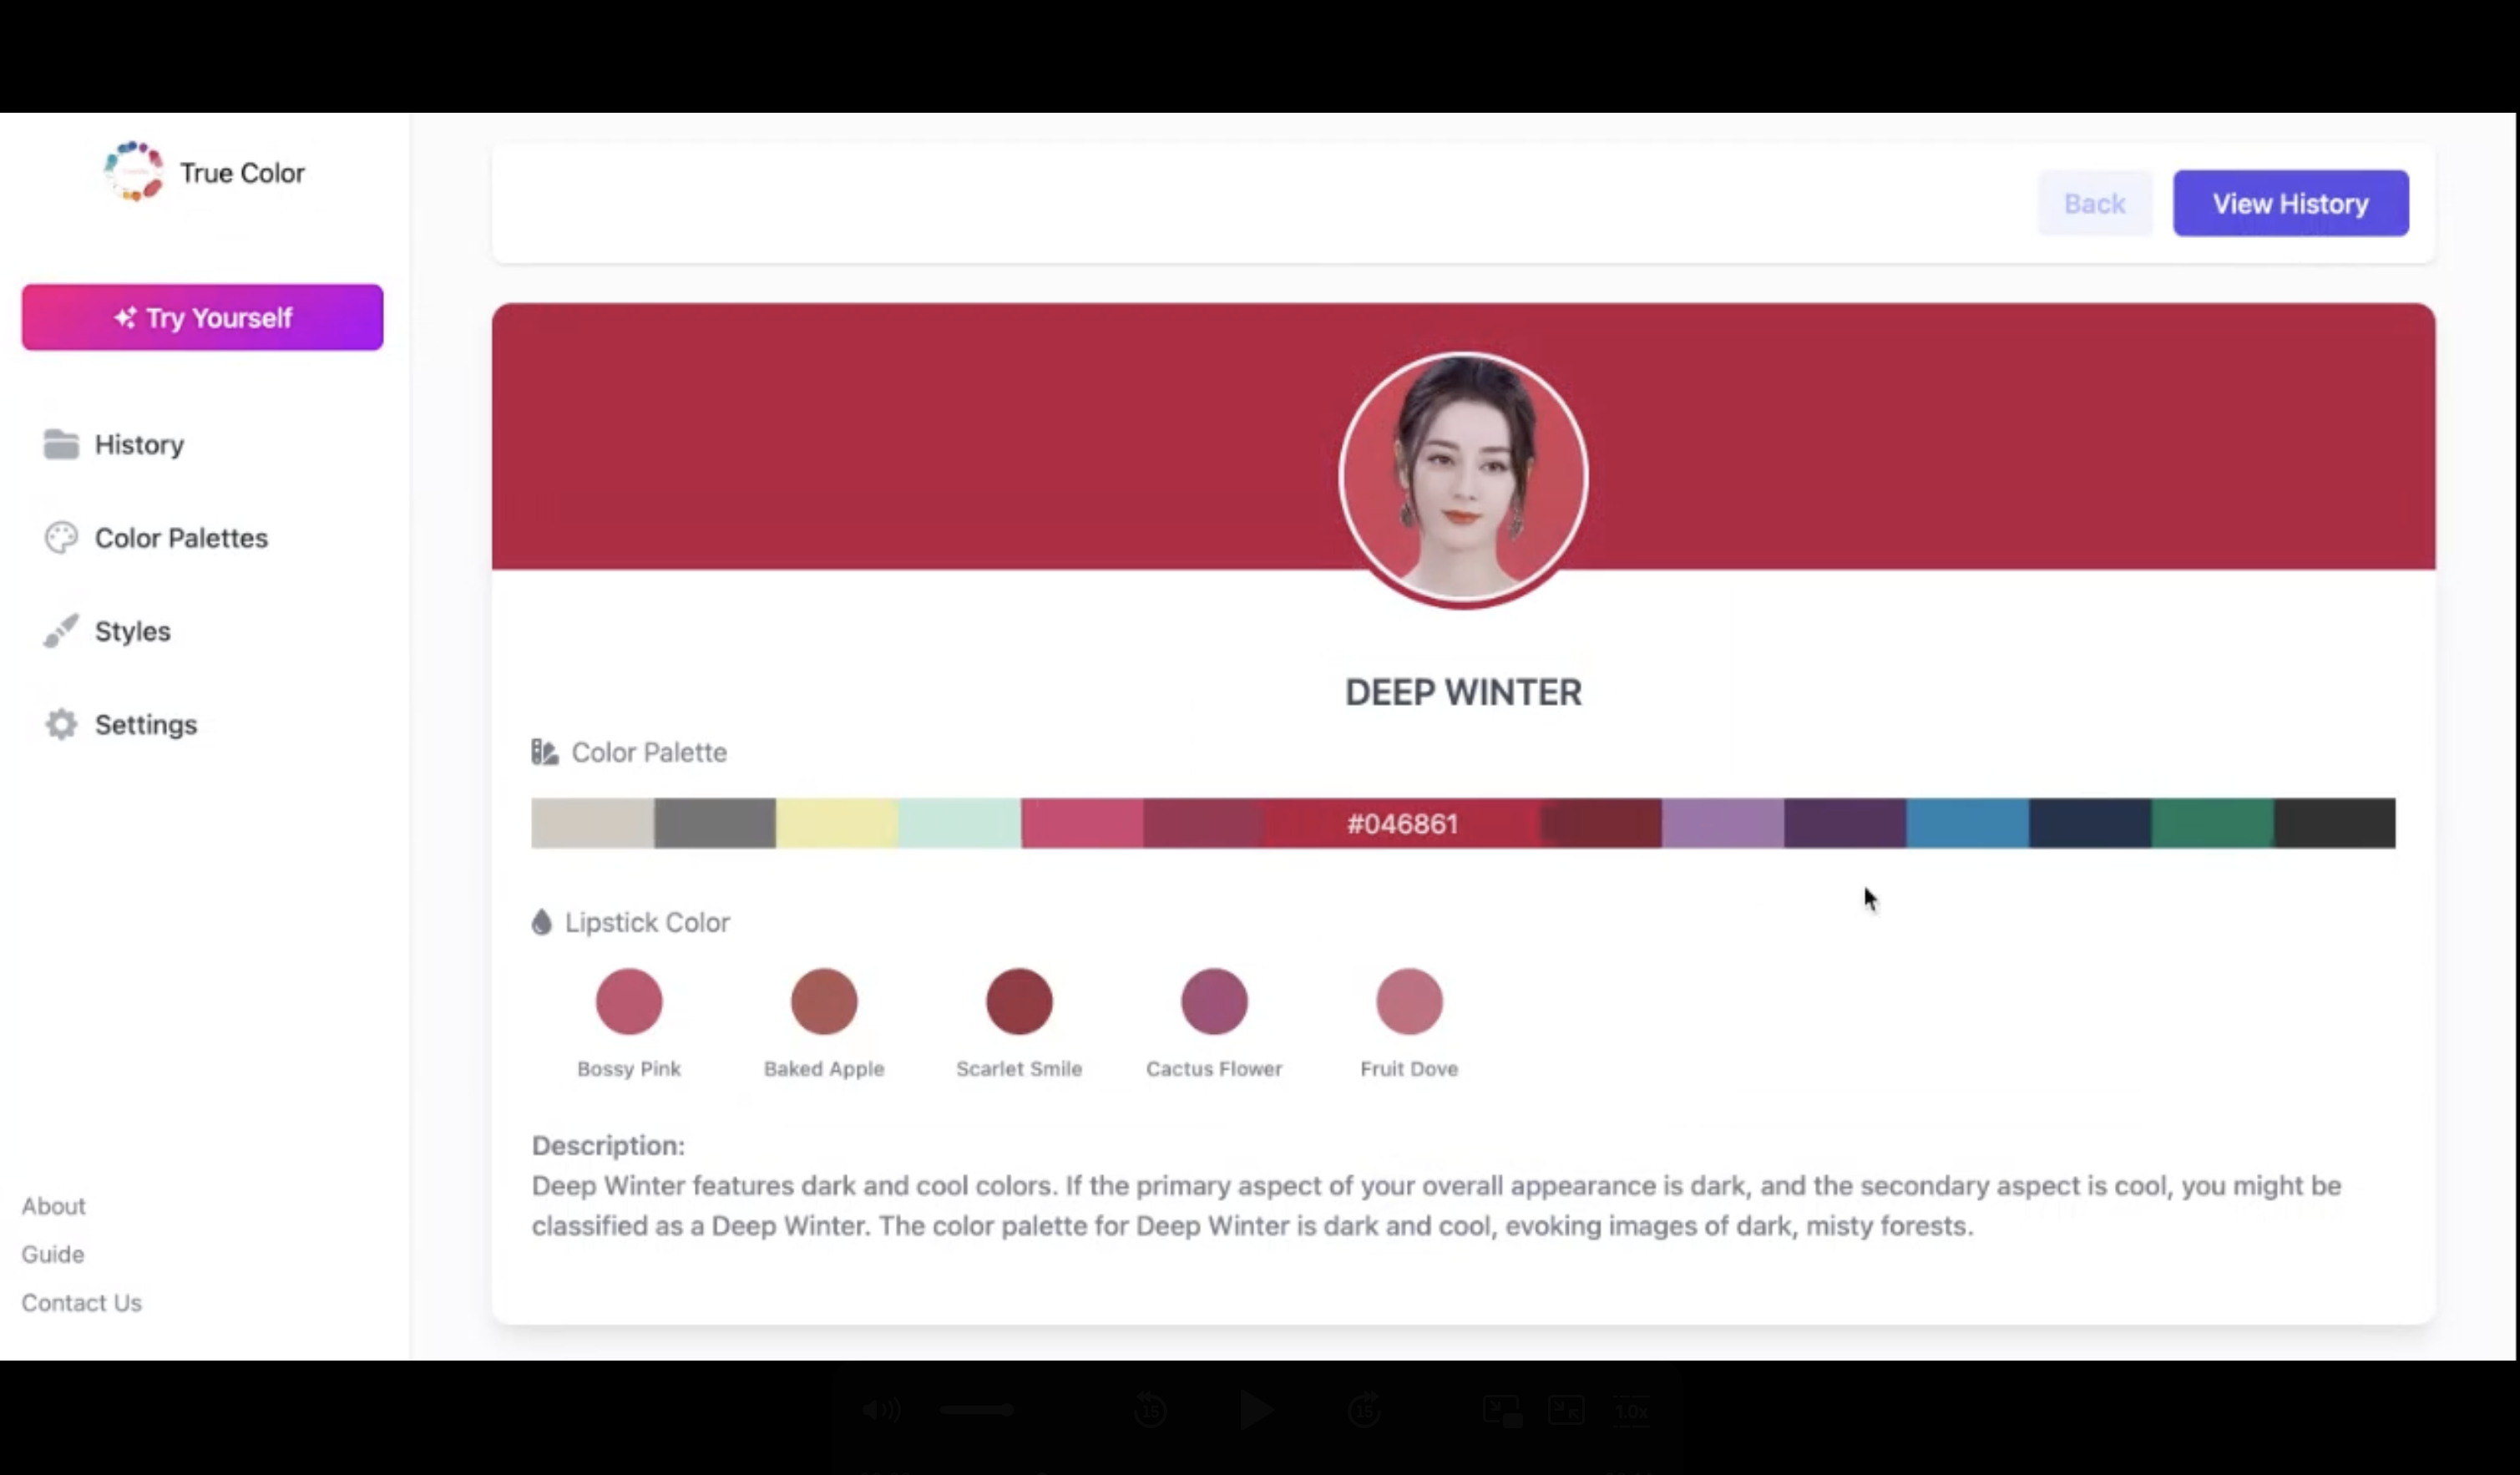 True Color
Back
View History
Try Yourself
History
Color Palettes
Styles
Settings
DEEP WINTER
Color Palette
#046861
Lipstick Color
Bossy Pink
Baked Apple
Scarlet Smile
Cactus Flower
Fruit Dove
Description:
Deep Winter features dark and cool colors. If the primary aspect of your overall appearance is dark, and the secondary aspect is cool, you might be
classified as a Deep Winter. The color palette for Deep Winter is dark and cool, evoking images of dark, misty forests.
About
Guide
Contact Us
15
15
1.0x